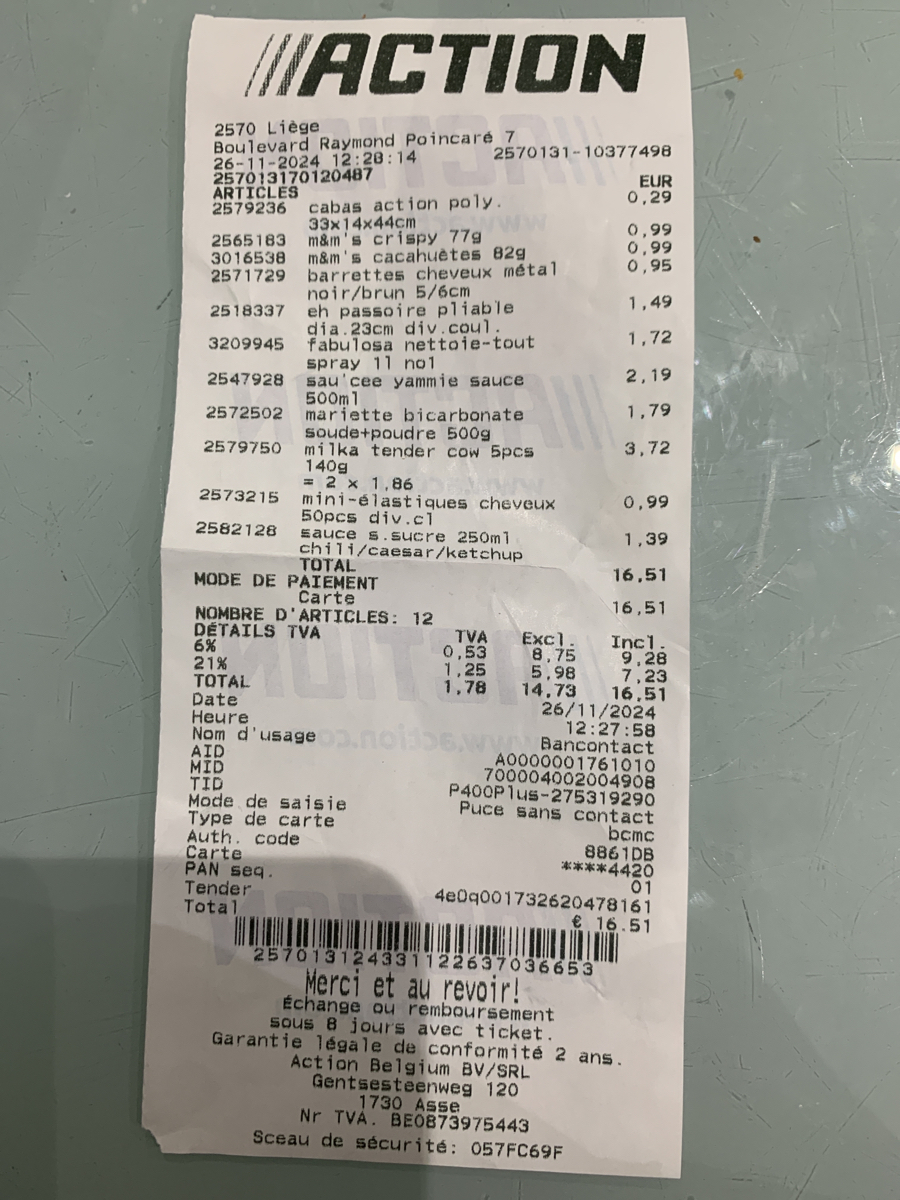 ///ACTION
2570 Liège
Boulevard Raymond Poincaré 7
26-11-2024 12:28:14 2570131-10377498
257013170120487
ARTICLES EUR
2579236 cabas action poly. 0,29
33x14x44cm
2565183 m&m's crispy 77g 0,99
3016538 m&m's cacahuêtes 82g 0,99
2571729 barrettes cheveux métal 0,95
noir/brun 5/6cm
2518337 eh passoire pliable 1,49
dia.23cm div.coul.
3209945 fabulosa nettoie-tout 1,72
spray 1l no1
2547928 sau'cee yammie sauce 2,19
500ml
2572502 mariette bicarbonate 1,79
soude+poudre 500g
2579750 milka tender cow 5pcs 3,72
140g
= 2 x 1,86
2573215 mini-élastiques cheveux 0,99
50pcs div.cl
2582128 sauce s.sucre 250ml 1,39
chili/caesar/ketchup
TOTAL 16,51
MODE DE PAIEMENT
Carte 16,51
NOMBRE D'ARTICLES: 12
DÉTAILS TVA TVA Excl. Incl.
6% 0,53 8,75 9,28
21% 1,25 5,98 7,23
TOTAL 1,78 14,73 16,51
Date 26/11/2024
Heure 12:27:58
Nom d'usage Bancontact
AID A0000001761010
MID 700004002004908
TID P400Plus-275319290
Mode de saisie Puce sans contact
Type de carte bcmc
Auth. code 8861DB
Carte ****4420
PAN seq. 01
Tender 4e0q001732620478161
Total € 16.51
257013124331122637036653
Merci et au revoir!
Échange ou remboursement
sous 8 jours avec ticket.
Garantie légale de conformité 2 ans.
Action Belgium BV/SRL
Gentsesteenweg 120
1730 Asse
Nr TVA. BE0873975443
Sceau de sécurité: 057FC69F